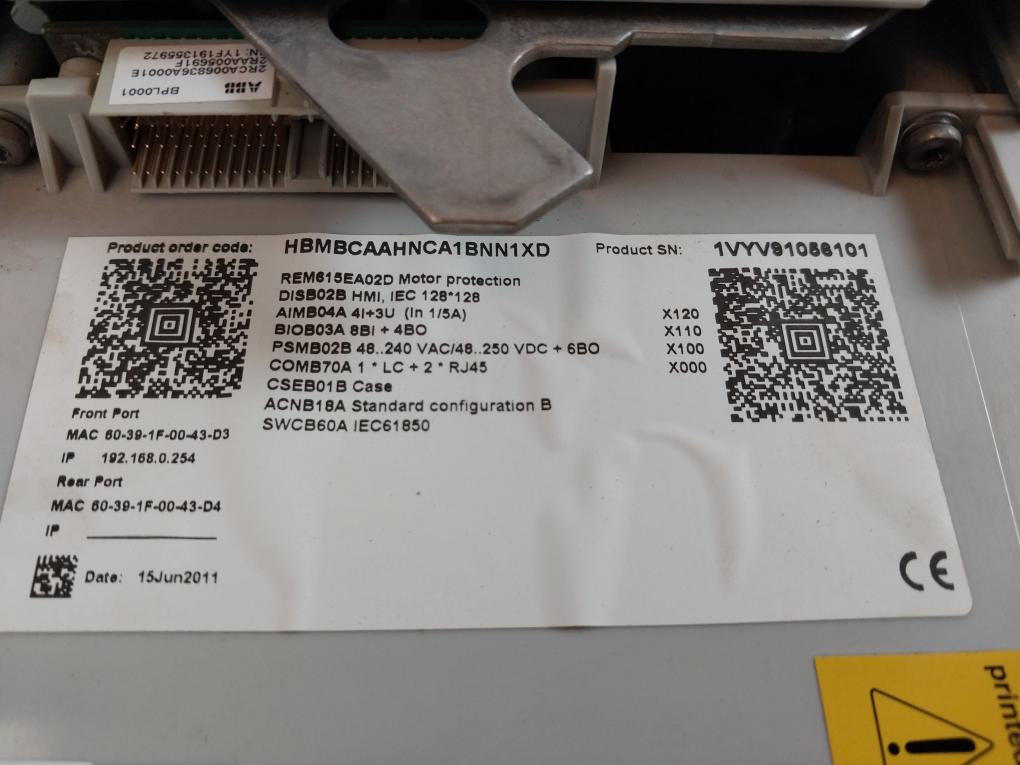 BPL0001 ABB
2RCA006836A0001E
2RAAA005691F
SN: 1YF191355972
Product order code: HBMBCAAHNCA1BNN1XD Product SN: 1VYV91056101
REM615EA02D Motor protection
DISB02B HMI, IEC 128*128
AIMB04A 4I+3U (In 1/5A) X120
BIOB03A 8BI + 4BO X110
PSMB02B 48..240 VAC/48..250 VDC + 6BO X100
COMB70A 1 * LC + 2 * RJ45 X000
CSEB01B Case
ACNB18A Standard configuration B
SWCB60A IEC61850
Front Port
MAC 60-39-1F-00-43-D3
IP 192.168.0.254
Rear Port
MAC 60-39-1F-00-43-D4
IP
Date: 15Jun2011
CE